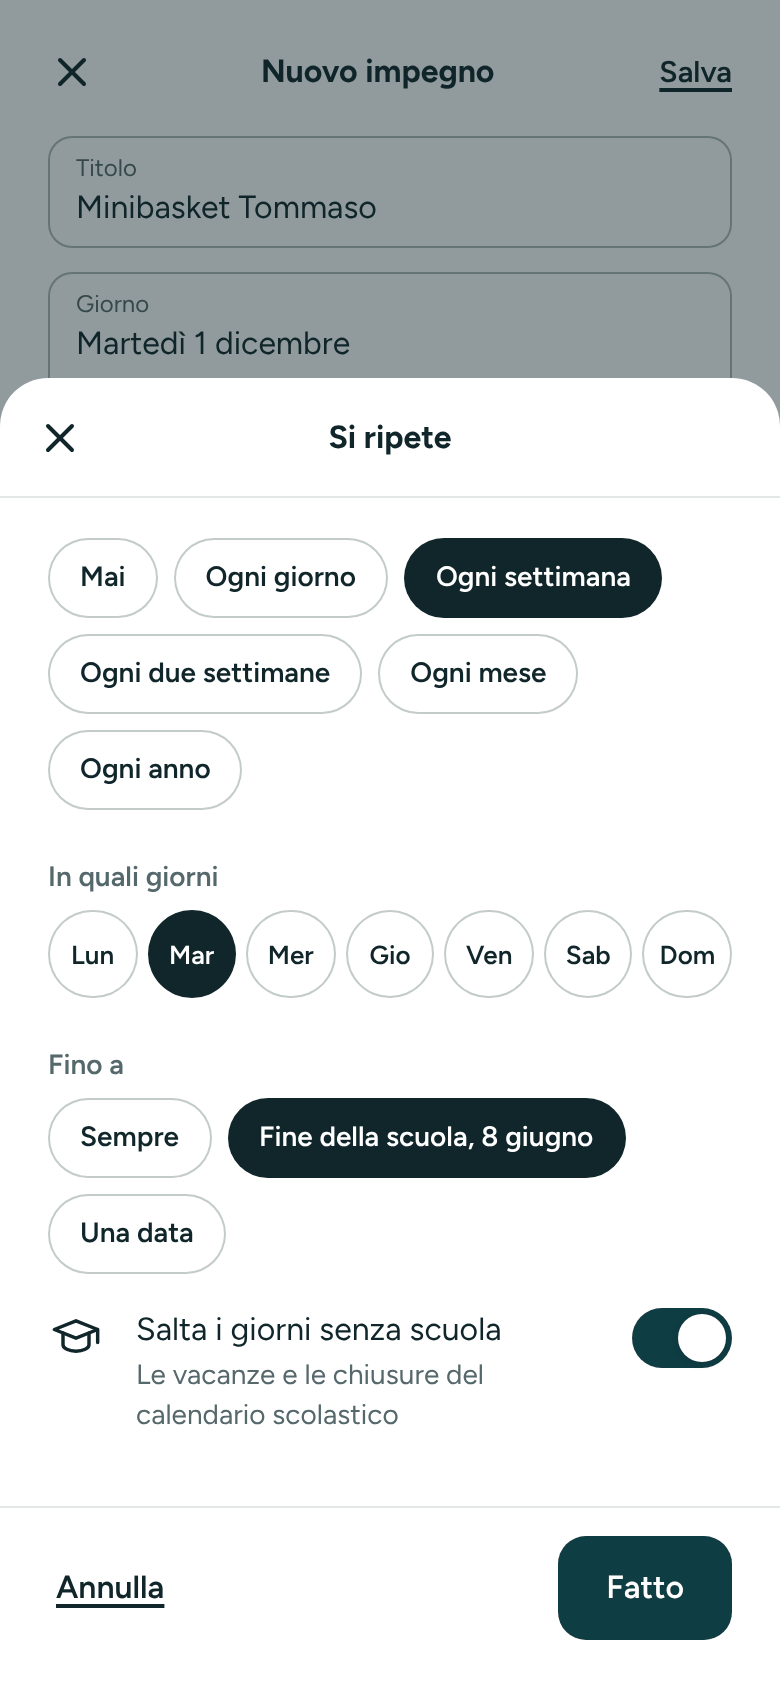 Nuovo impegno
Salva
Titolo
Minibasket Tommaso
Giorno
Martedì 1 dicembre
Si ripete
Mai
Ogni giorno
Ogni settimana
Ogni due settimane
Ogni mese
Ogni anno
In quali giorni
Lun
Mar
Mer
Gio
Ven
Sab
Dom
Fino a
Sempre
Fine della scuola, 8 giugno
Una data
Salta i giorni senza scuola
Le vacanze e le chiusure del
calendario scolastico
Annulla
Fatto